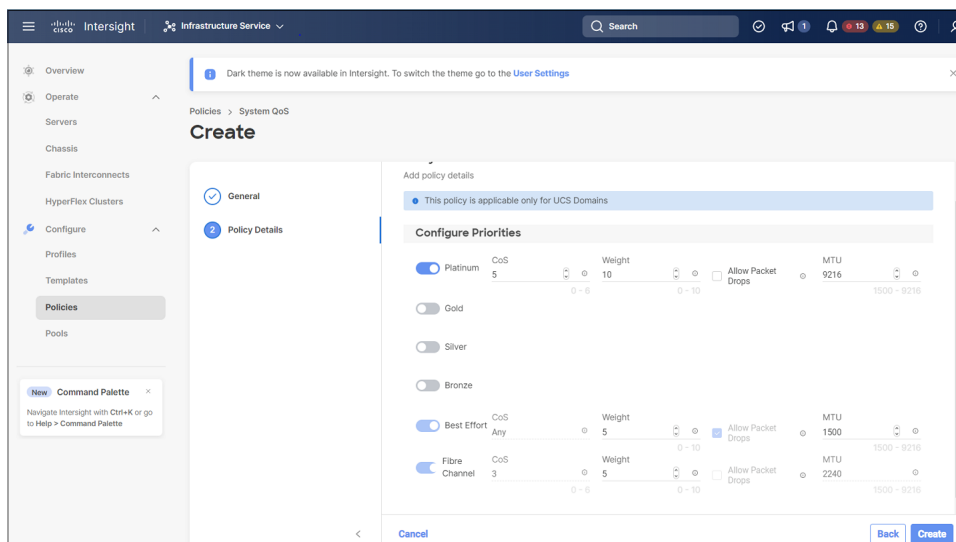 cisco Intersight
Infrastructure Service
Search
1
13
15
Overview
Operate
Servers
Chassis
Fabric Interconnects
HyperFlex Clusters
Configure
Profiles
Templates
Policies
Pools
New Command Palette ×
Navigate Intersight with Ctrl+K or go
to Help > Command Palette
Dark theme is now available in Intersight. To switch the theme go to the User Settings
Policies > System QoS
Create
General
2 Policy Details
Add policy details
This policy is applicable only for UCS Domains
Configure Priorities
Platinum
CoS
5
0 - 6
Weight
10
0 - 10
Allow Packet
Drops
MTU
9216
1500 - 9216
Gold
Silver
Bronze
Best Effort
CoS
Any
Weight
5
0 - 10
Allow Packet
Drops
MTU
1500
1500 - 9216
Fibre
Channel
CoS
3
0 - 6
Weight
5
0 - 10
Allow Packet
Drops
MTU
2240
1500 - 9216
Cancel
Back
Create